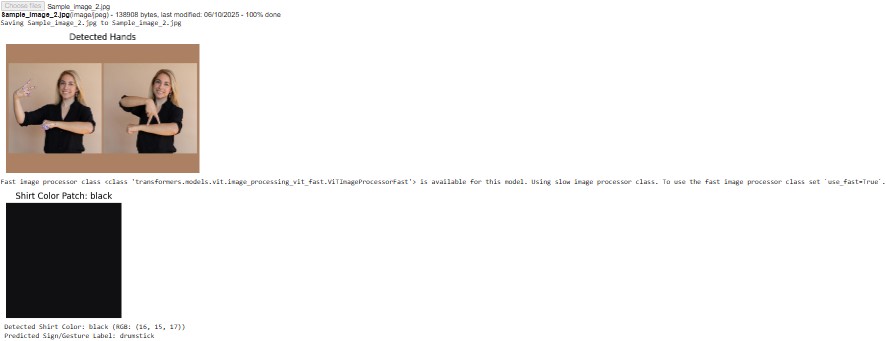 Choose files Sample_image_2.jpg
Sample_image_2.jpg(image/jpeg) - 138908 bytes, last modified: 06/10/2025 - 100% done
Saving Sample_image_2.jpg to Sample_image_2.jpg
Detected Hands
Fast image processor class <class 'transformers.models.vit.image_processing_vit_fast.ViTImageProcessorFast'> is available for this model. Using slow image processor class. To use the fast image processor class set `use_fast=True`.
Shirt Color Patch: black
Detected Shirt Color: black (RGB: (16, 15, 17))
Predicted Sign/Gesture Label: drumstick